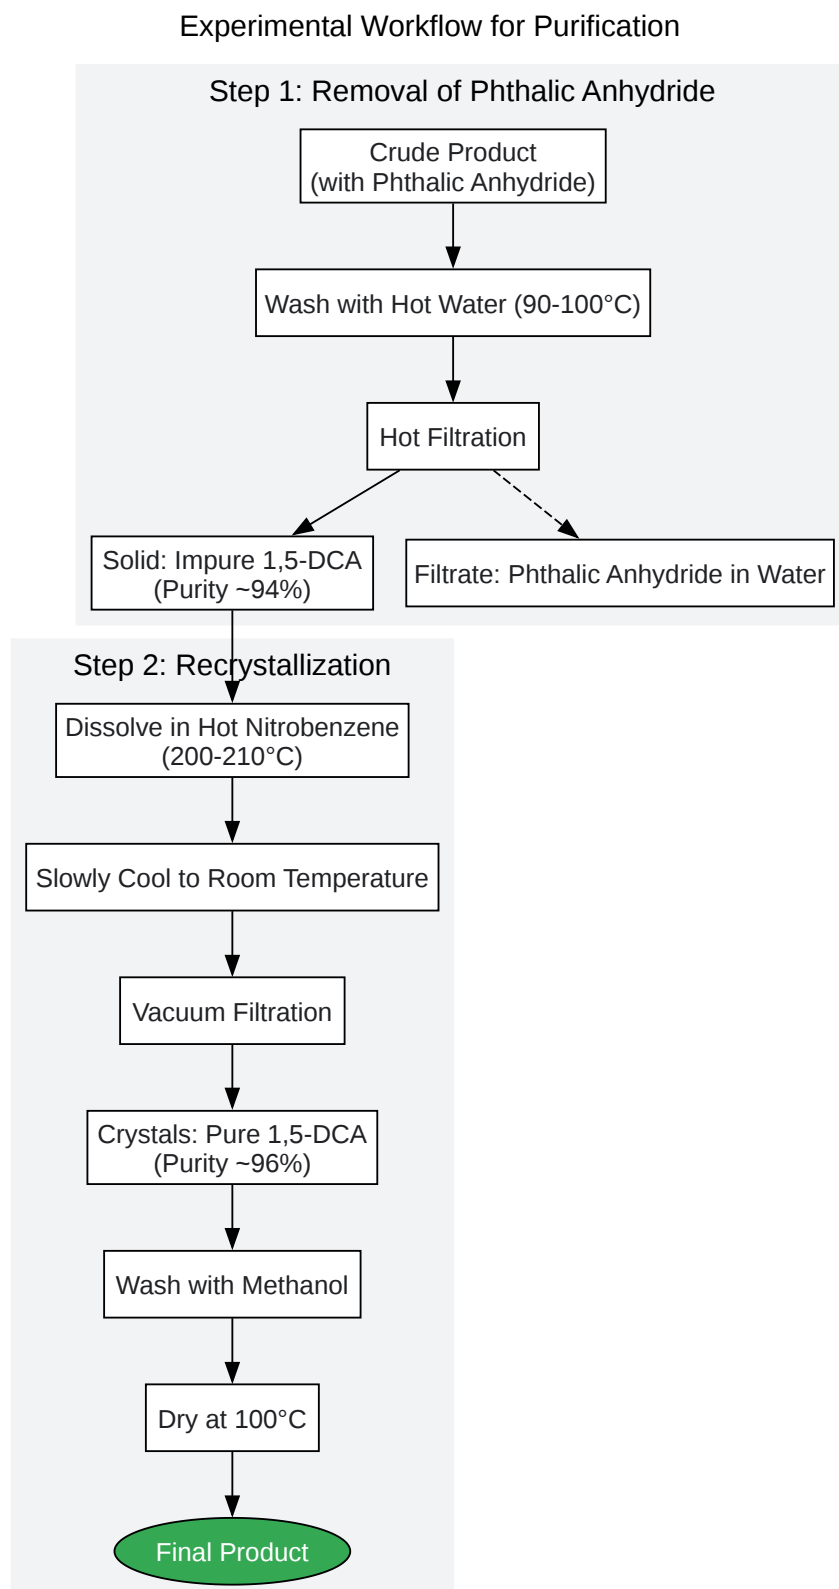 Experimental Workflow for Purification
Step 1: Removal of Phthalic Anhydride
Crude Product
(with Phthalic Anhydride)
Wash with Hot Water (90-100°C)
Hot Filtration
Solid: Impure 1,5-DCA
(Purity ~94%)
Filtrate: Phthalic Anhydride in Water
Step 2: Recrystallization
Dissolve in Hot Nitrobenzene
(200-210°C)
Slowly Cool to Room Temperature
Vacuum Filtration
Crystals: Pure 1,5-DCA
(Purity ~96%)
Wash with Methanol
Dry at 100°C
Final Product